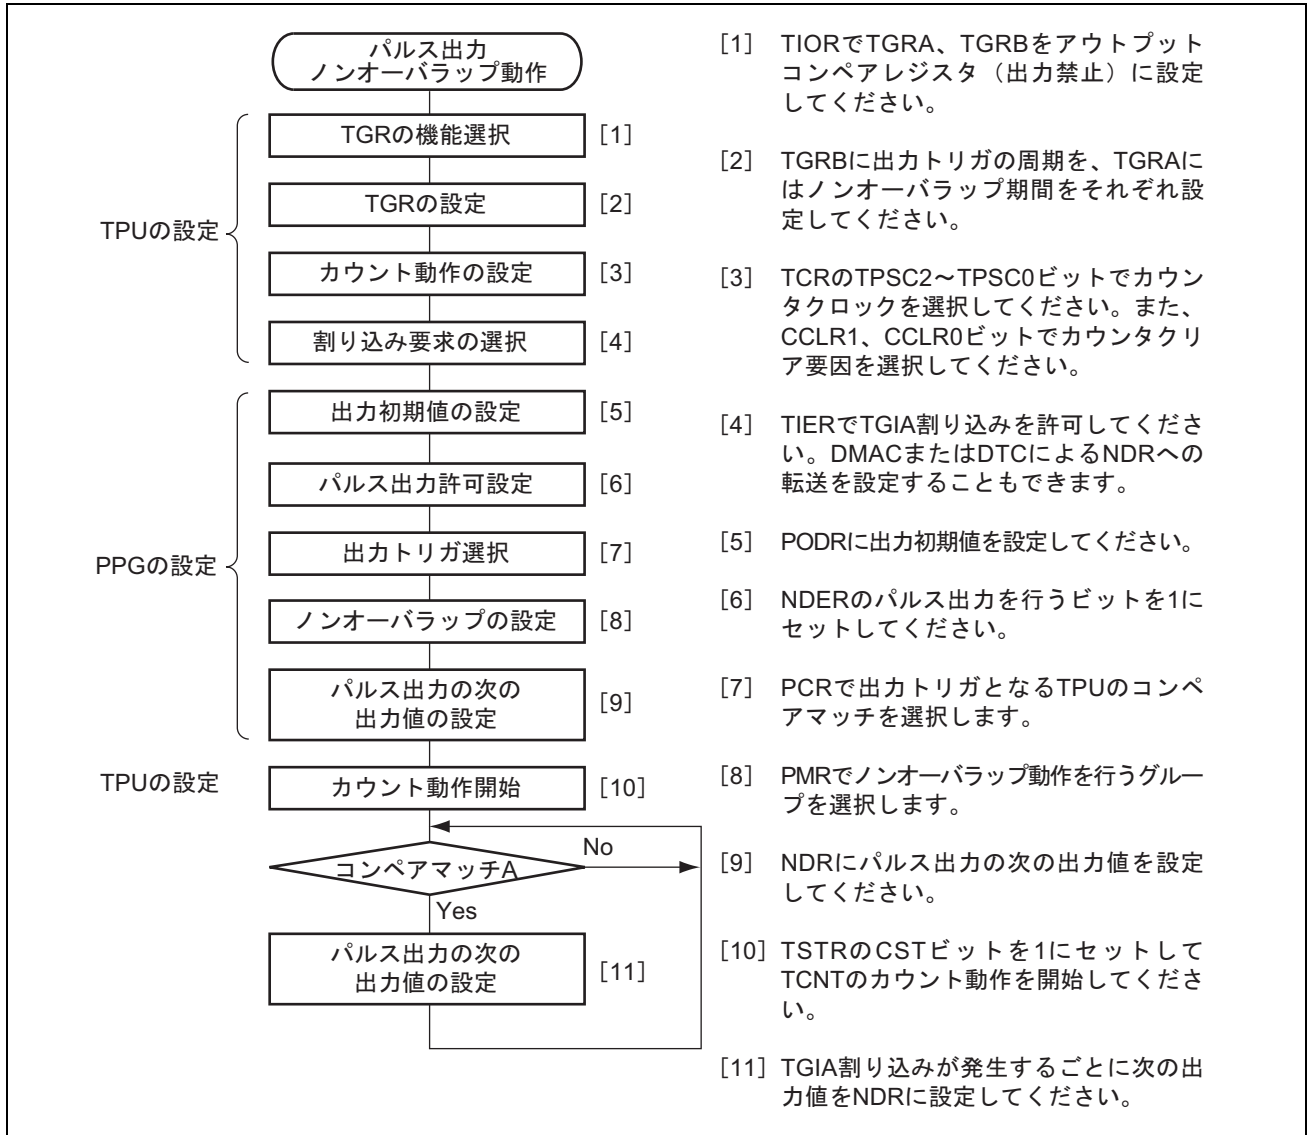 パルス出力
ノンオーバラップ動作
TPUの設定
TGRの機能選択 [1]
TGRの設定 [2]
カウント動作の設定 [3]
割り込み要求の選択 [4]
PPGの設定
出力初期値の設定 [5]
パルス出力許可設定 [6]
出力トリガ選択 [7]
ノンオーバラップの設定 [8]
パルス出力の次の
出力値の設定 [9]
TPUの設定
カウント動作開始 [10]
コンペアマッチA
No
Yes
パルス出力の次の
出力値の設定 [11]
[1] TIORでTGRA、TGRBをアウトプット
コンペアレジスタ（出力禁止）に設定
してください。
[2] TGRBに出力トリガの周期を、TGRAに
はノンオーバラップ期間をそれぞれ設
定してください。
[3] TCRのTPSC2～TPSC0ビットでカウン
タクロックを選択してください。また、
CCLR1、CCLR0ビットでカウンタクリ
ア要因を選択してください。
[4] TIERでTGIA割り込みを許可してくださ
い。DMACまたはDTCによるNDRへの
転送を設定することもできます。
[5] PODRに出力初期値を設定してください。
[6] NDERのパルス出力を行うビットを1に
セットしてください。
[7] PCRで出力トリガとなるTPUのコンペ
アマッチを選択します。
[8] PMRでノンオーバラップ動作を行うグルー
プを選択します。
[9] NDRにパルス出力の次の出力値を設定
してください。
[10] TSTRのCSTビットを1にセットして
TCNTのカウント動作を開始してくださ
い。
[11] TGIA割り込みが発生するごとに次の出
力値をNDRに設定してください。